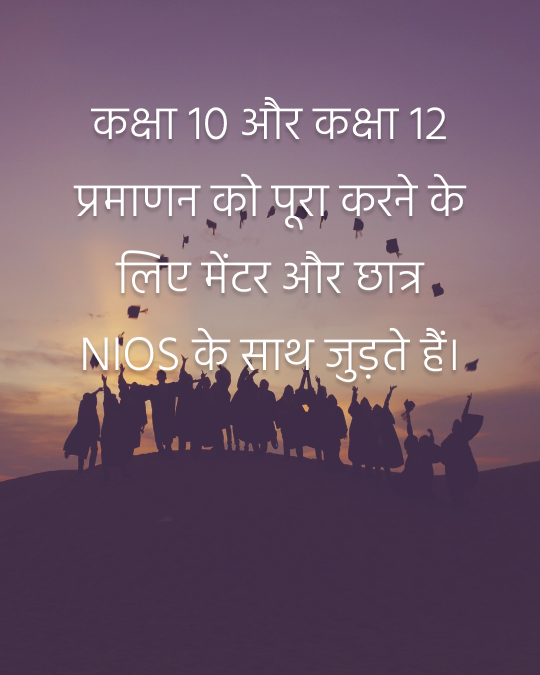 कक्षा 10 और कक्षा 12
प्रमाणन को पूरा करने के
लिए मेंटर और छात्र
NIOS के साथ जुड़ते हैं।